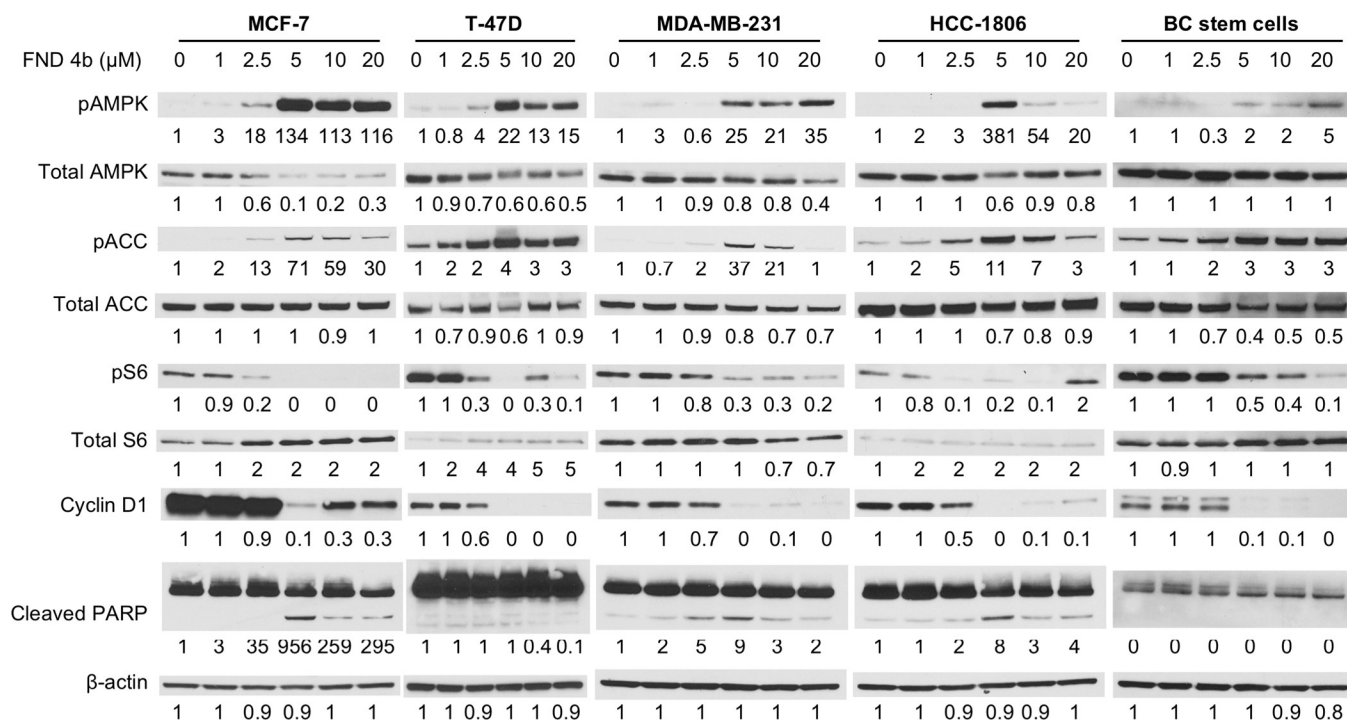 MCF-7 T-47D MDA-MB-231 HCC-1806 BC stem cells
FND 4b (μM) 0 1 2.5 5 10 20 0 1 2.5 5 10 20 0 1 2.5 5 10 20 0 1 2.5 5 10 20 0 1 2.5 5 10 20
pAMPK
1 3 18 134 113 116 1 0.8 4 22 13 15 1 3 0.6 25 21 35 1 2 3 381 54 20 1 1 0.3 2 2 5
Total AMPK
1 1 0.6 0.1 0.2 0.3 1 0.9 0.7 0.6 0.6 0.5 1 1 0.9 0.8 0.8 0.4 1 1 1 0.6 0.9 0.8 1 1 1 1 1 1
pACC
1 2 13 71 59 30 1 2 2 4 3 3 1 0.7 2 37 21 1 1 2 5 11 7 3 1 1 2 3 3 3
Total ACC
1 1 1 1 0.9 1 1 0.7 0.9 0.6 1 0.9 1 1 0.9 0.8 0.7 0.7 1 1 1 0.7 0.8 0.9 1 1 0.7 0.4 0.5 0.5
pS6
1 0.9 0.2 0 0 0 1 1 0.3 0 0.3 0.1 1 1 0.8 0.3 0.3 0.2 1 0.8 0.1 0.2 0.1 2 1 1 1 0.5 0.4 0.1
Total S6
1 1 2 2 2 2 1 2 4 4 5 5 1 1 1 1 0.7 0.7 1 2 2 2 2 2 1 0.9 1 1 1 1
Cyclin D1
1 1 0.9 0.1 0.3 0.3 1 1 0.6 0 0 0 1 1 0.7 0 0.1 0 1 1 0.5 0 0.1 0.1 1 1 1 0.1 0.1 0
Cleaved PARP
1 3 35 956 259 295 1 1 1 1 0.4 0.1 1 2 5 9 3 2 1 1 2 8 3 4 0 0 0 0 0 0
β-actin
1 1 0.9 0.9 1 1 1 1 0.9 1 1 0.9 1 1 1 1 1 1 1 1 0.9 0.9 0.9 1 1 1 1 1 0.9 0.8